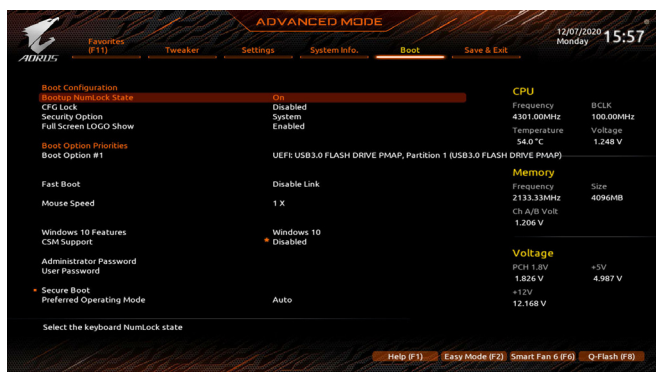 ADVANCED MODE
12/07/2020 Monday 15:57
AORUS
Favorites (F11) Tweaker Settings System Info. Boot Save & Exit
Boot Configuration
Bootup NumLock State On
CFG Lock Disabled
Security Option System
Full Screen LOGO Show Enabled
Boot Option Priorities
Boot Option #1 UEFI: USB3.0 FLASH DRIVE PMAP, Partition 1 (USB3.0 FLASH DRIVE PMAP)
Fast Boot Disable Link
Mouse Speed 1 X
Windows 10 Features Windows 10
CSM Support Disabled
Administrator Password
User Password
Secure Boot
Preferred Operating Mode Auto
CPU
Frequency BCLK
4301.00MHz 100.00MHz
Temperature Voltage
54.0 °C 1.248 V
Memory
Frequency Size
2133.33MHz 4096MB
Ch A/B Volt
1.206 V
Voltage
PCH 1.8V +5V
1.826 V 4.987 V
+12V
12.168 V
Select the keyboard NumLock state
Help (F1) Easy Mode (F2) Smart Fan 6 (F6) Q-Flash (F8)